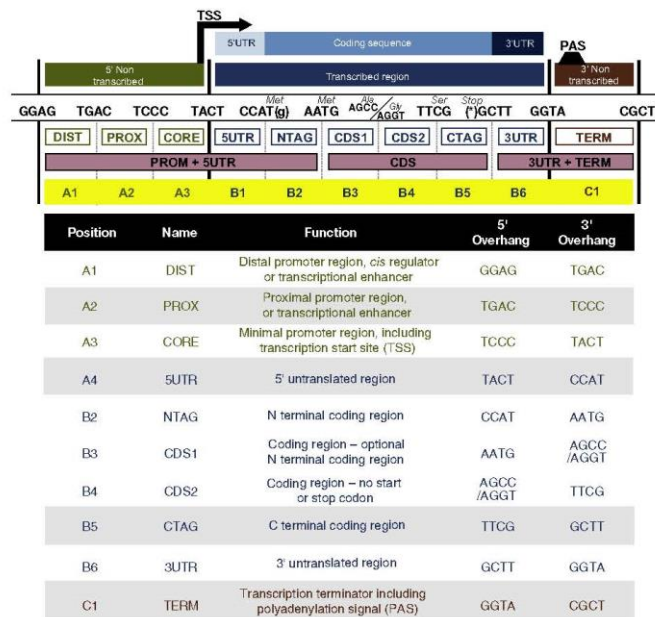 TSS
5'UTR Coding sequence 3'UTR
PAS
5' Non transcribed
Transcribed region
3' Non transcribed
Met Met Ala Gly Ser Stop
GGAG TGAC TCCC TACT CCAT(g) AATG AGCC/AGGT TTCG (*)GCTT GGTA CGCT
DIST PROX CORE 5UTR NTAG CDS1 CDS2 CTAG 3UTR TERM
PROM + 5UTR CDS 3UTR + TERM
A1 A2 A3 B1 B2 B3 B4 B5 B6 C1
Position Name Function 5' Overhang 3' Overhang
A1 DIST Distal promoter region, cis regulator or transcriptional enhancer GGAG TGAC
A2 PROX Proximal promoter region, or transcriptional enhancer TGAC TCCC
A3 CORE Minimal promoter region, including transcription start site (TSS) TCCC TACT
A4 5UTR 5' untranslated region TACT CCAT
B2 NTAG N terminal coding region CCAT AATG
B3 CDS1 Coding region – optional N terminal coding region AATG AGCC /AGGT
B4 CDS2 Coding region – no start or stop codon AGCC /AGGT TTCG
B5 CTAG C terminal coding region TTCG GCTT
B6 3UTR 3' untranslated region GCTT GGTA
C1 TERM Transcription terminator including polyadenylation signal (PAS) GGTA CGCT